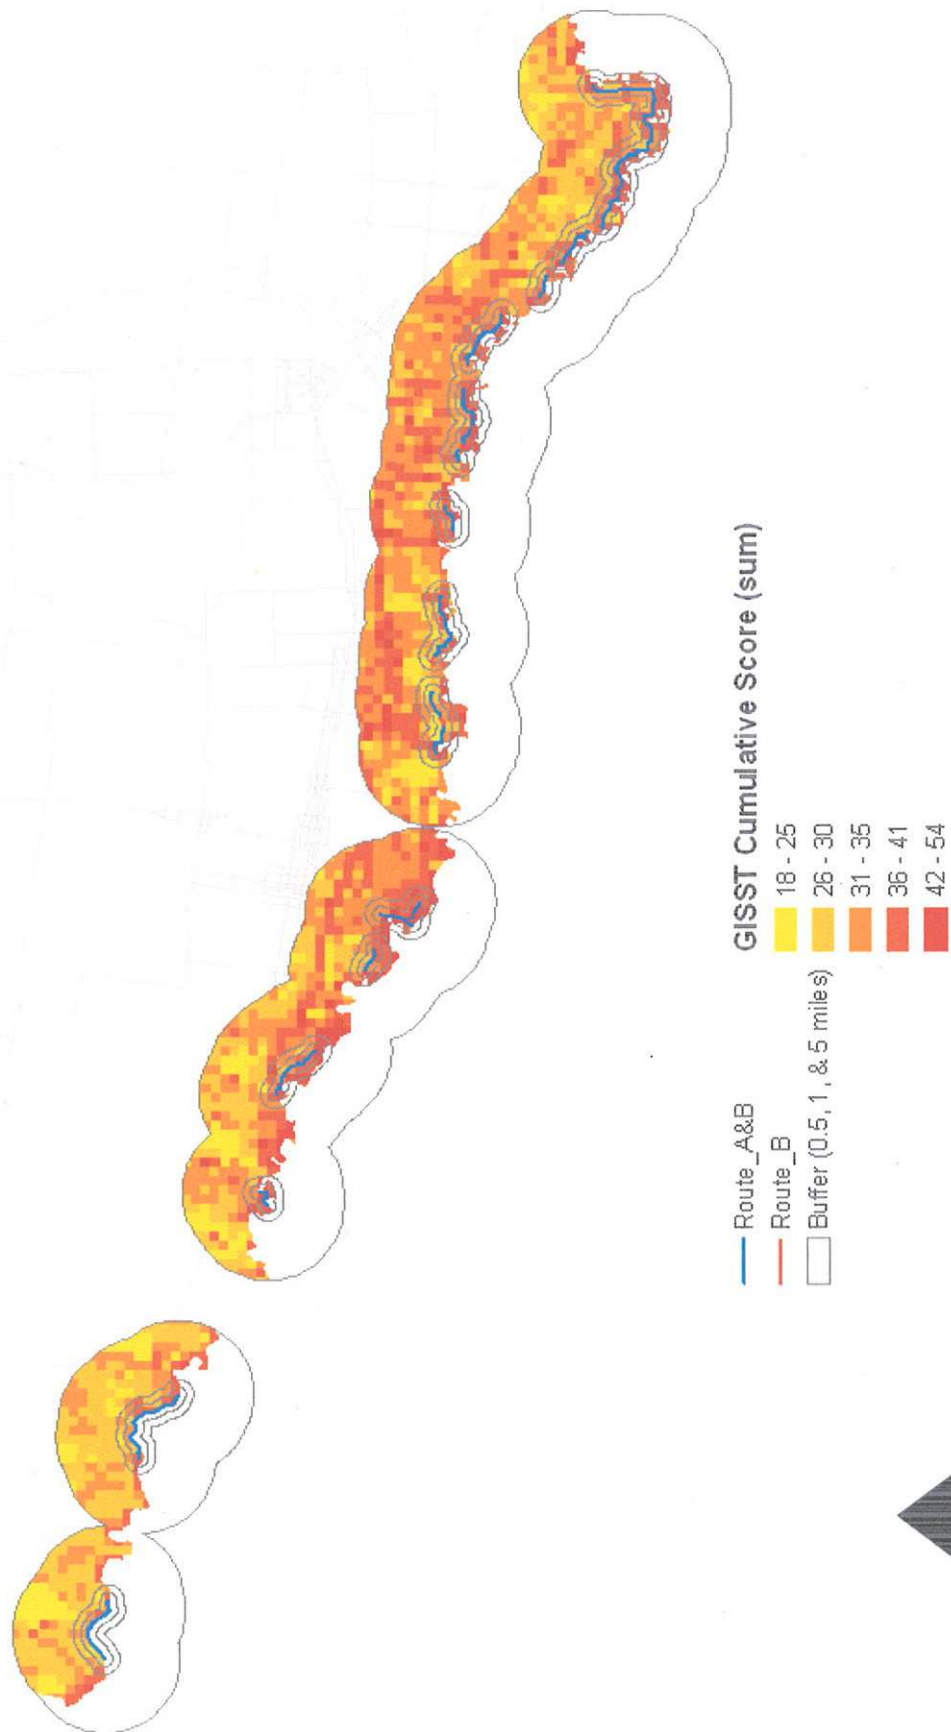 Route_A&B
Route_B
Buffer (0.5, 1, & 5 miles)
GISST Cumulative Score (sum)
18 - 25
26 - 30
31 - 35
36 - 41
42 - 54